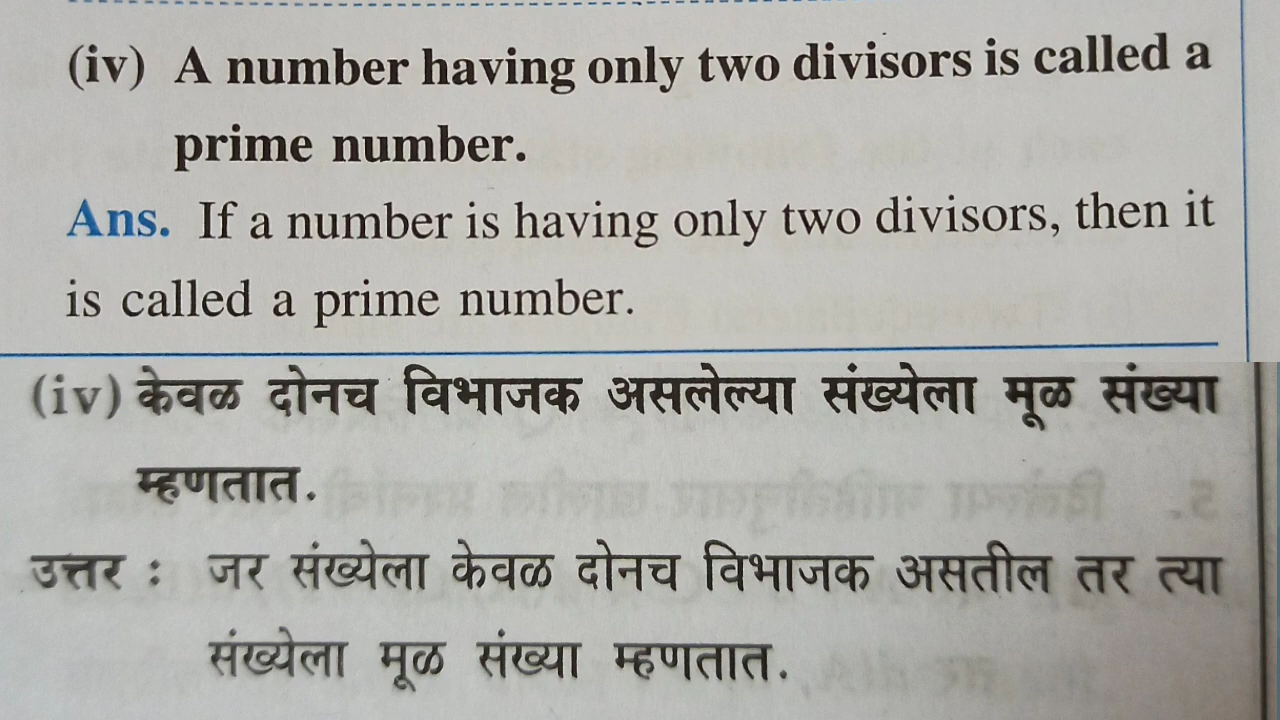 (iv) A number having only two divisors is called a
prime number.
Ans. If a number is having only two divisors, then it
is called a prime number.
(iv) केवळ दोनच विभाजक असलेल्या संख्येला मूळ संख्या
म्हणतात.
उत्तर : जर संख्येला केवळ दोनच विभाजक असतील तर त्या
संख्येला मूळ संख्या म्हणतात.